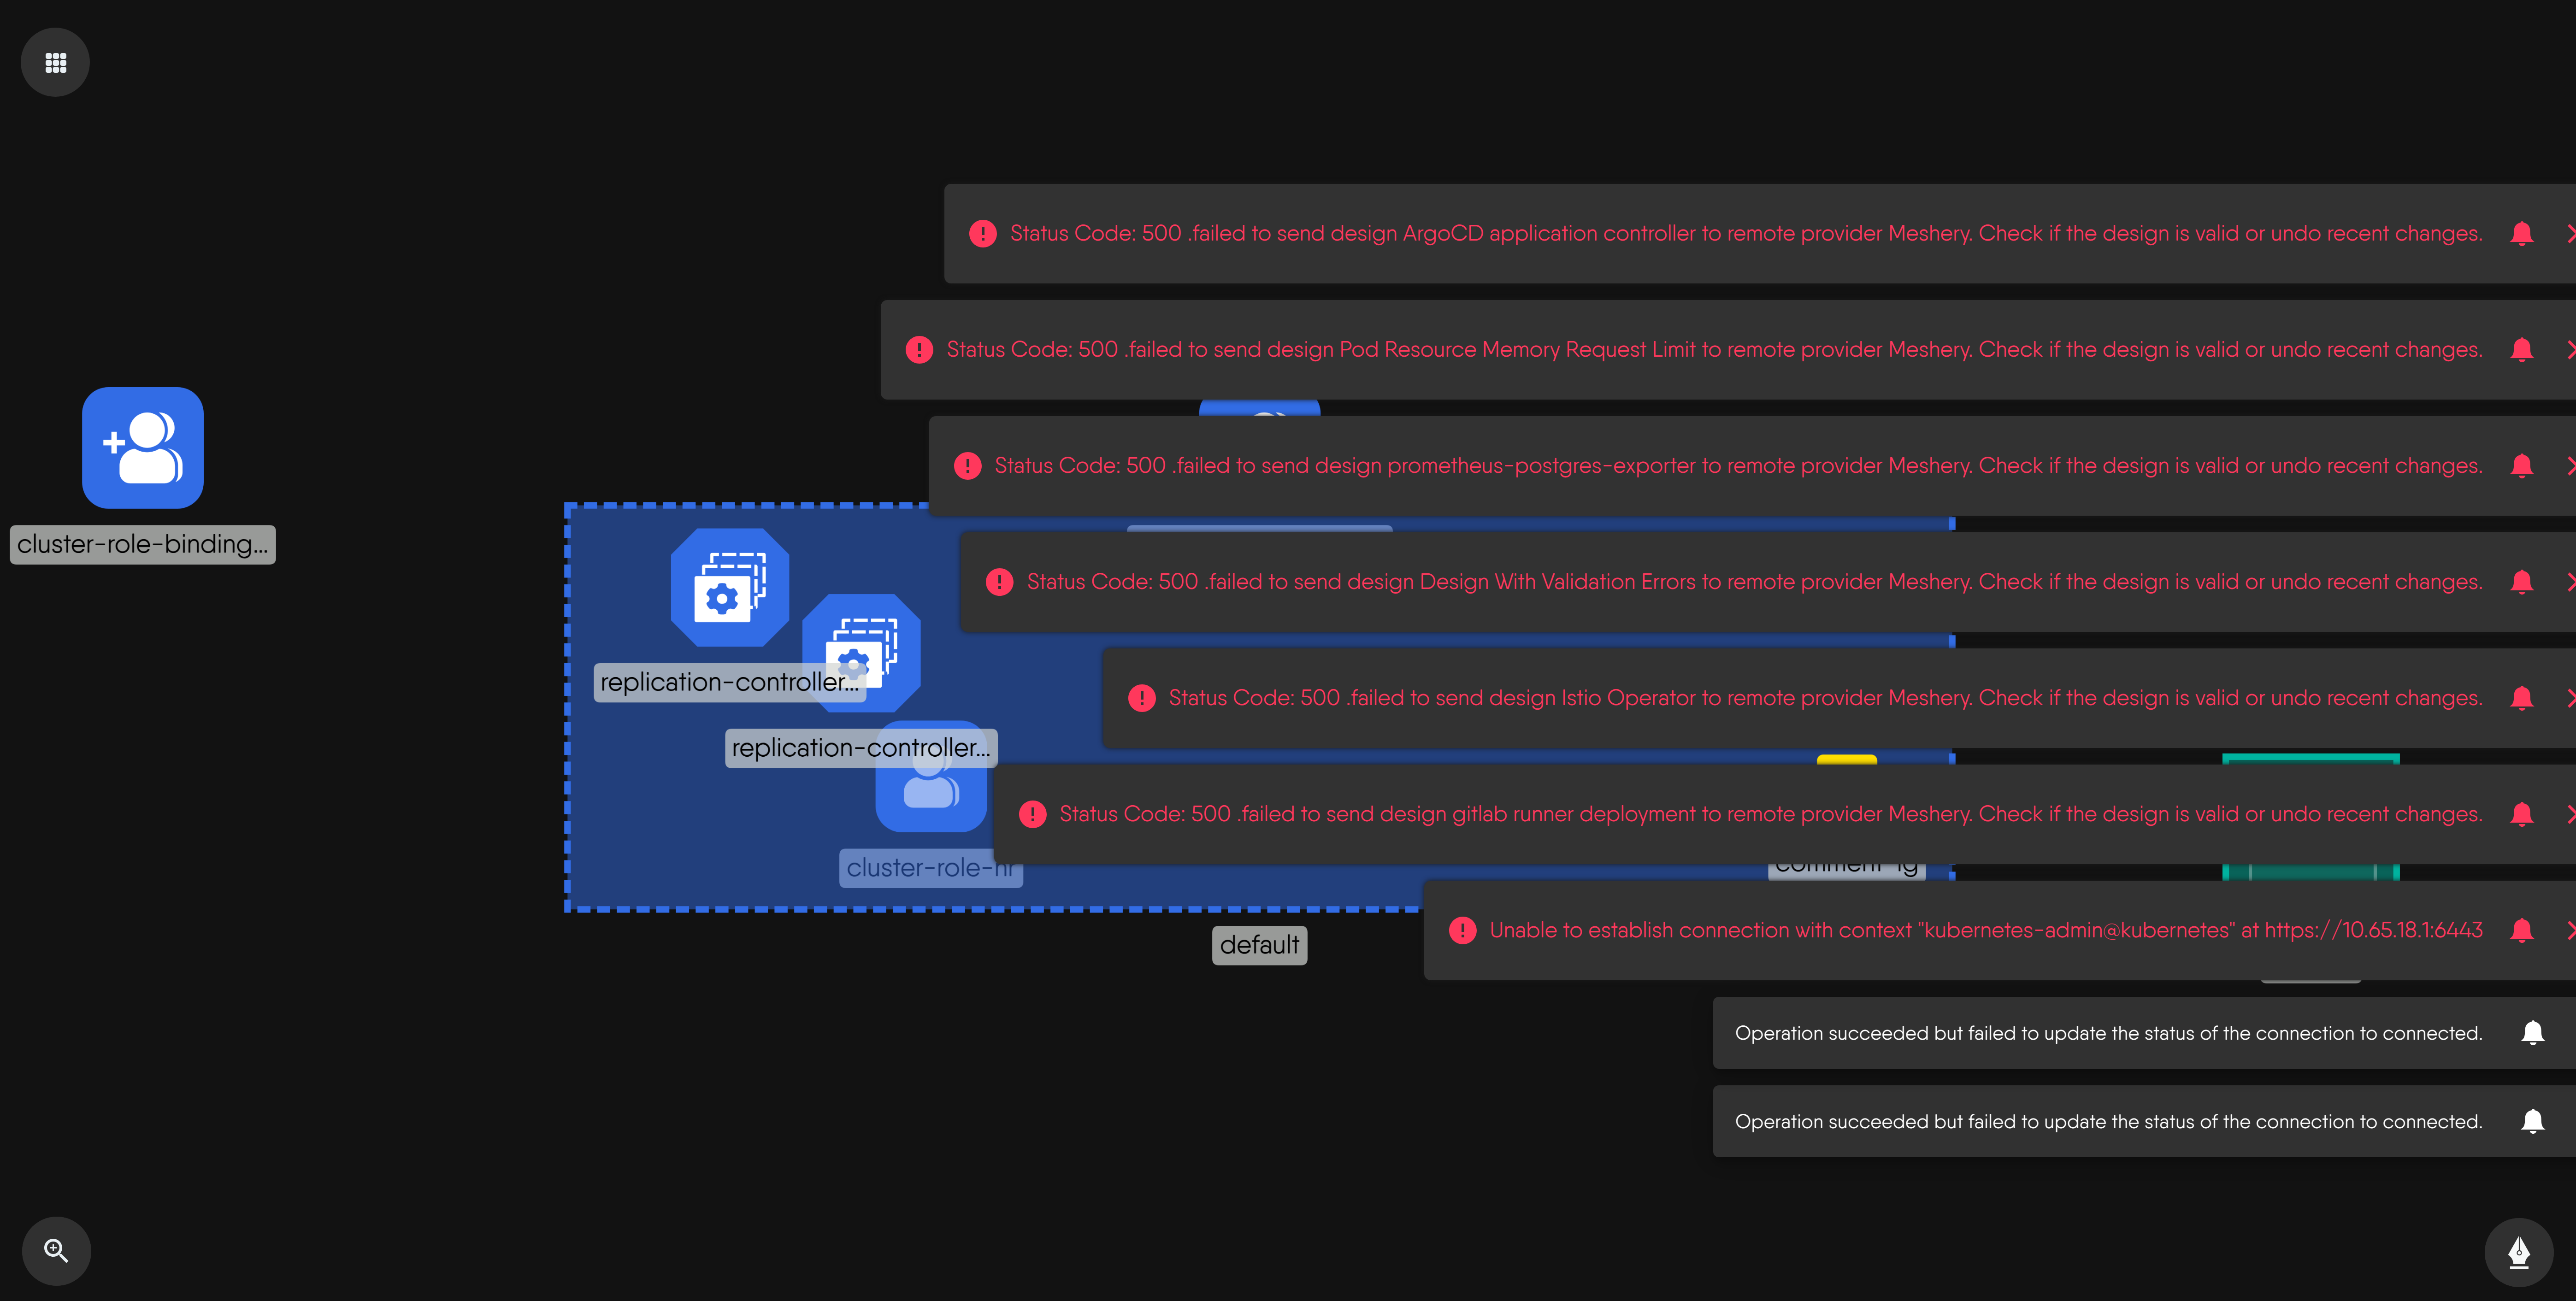 Status Code: 500 .failed to send design ArgoCD application controller to remote provider Meshery. Check if the design is valid or undo recent changes.
Status Code: 500 .failed to send design Pod Resource Memory Request Limit to remote provider Meshery. Check if the design is valid or undo recent changes.
Status Code: 500 .failed to send design prometheus-postgres-exporter to remote provider Meshery. Check if the design is valid or undo recent changes.
cluster-role-binding...
Status Code: 500 .failed to send design Design With Validation Errors to remote provider Meshery. Check if the design is valid or undo recent changes.
replication-controller...
Status Code: 500 .failed to send design Istio Operator to remote provider Meshery. Check if the design is valid or undo recent changes.
replication-controller...
Status Code: 500 .failed to send design gitlab runner deployment to remote provider Meshery. Check if the design is valid or undo recent changes.
cluster-role-
Unable to establish connection with context "kubernetes-admin@kubernetes" at https://10.65.18.1:6443
default
Operation succeeded but failed to update the status of the connection to connected.
Operation succeeded but failed to update the status of the connection to connected.